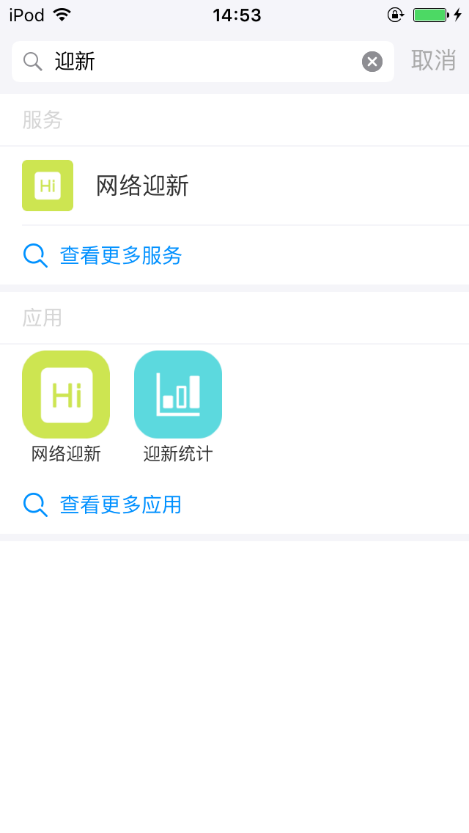 iPod 14:53
迎新 取消
服务
Hi 网络迎新
查看更多服务
应用
Hi
网络迎新 迎新统计
查看更多应用